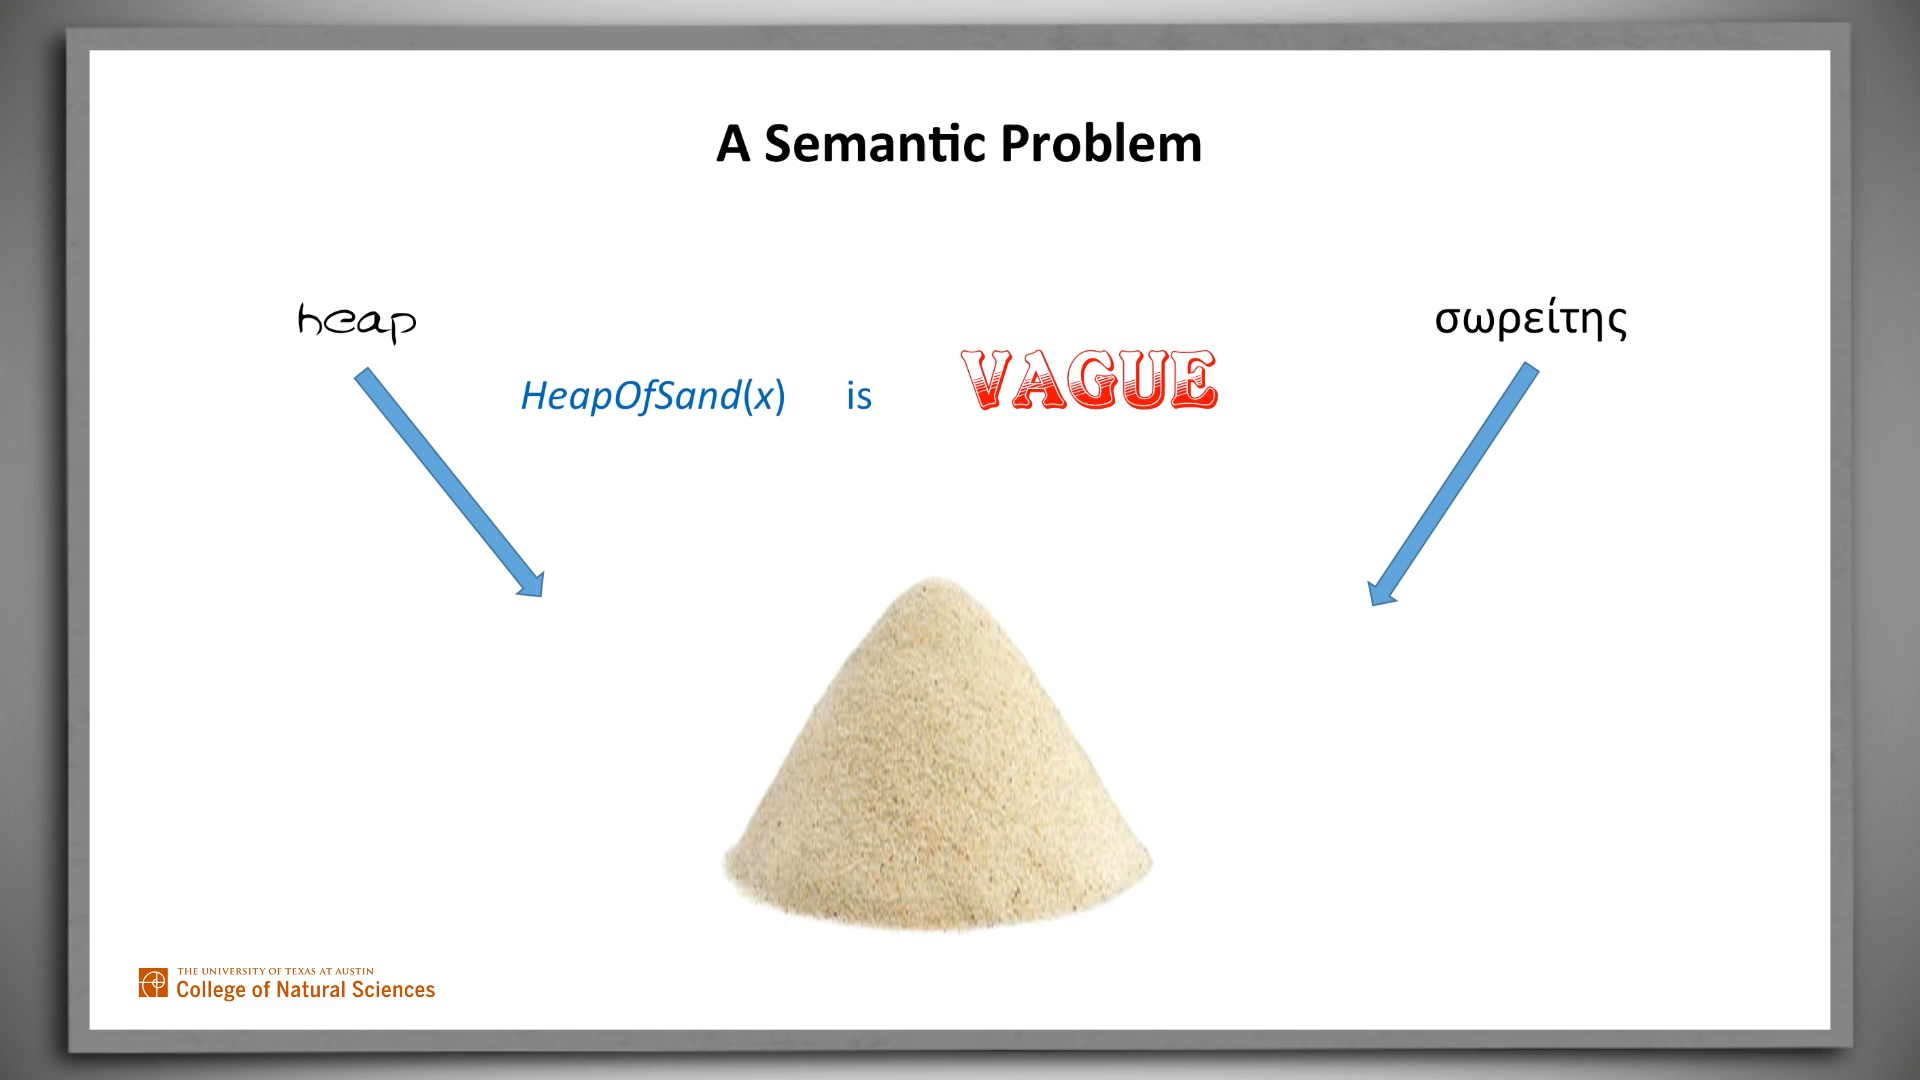 A Semantic Problem
heap
σωρείτης
HeapOfSand(x) is VAGUE
THE UNIVERSITY OF TEXAS AT AUSTIN
College of Natural Sciences